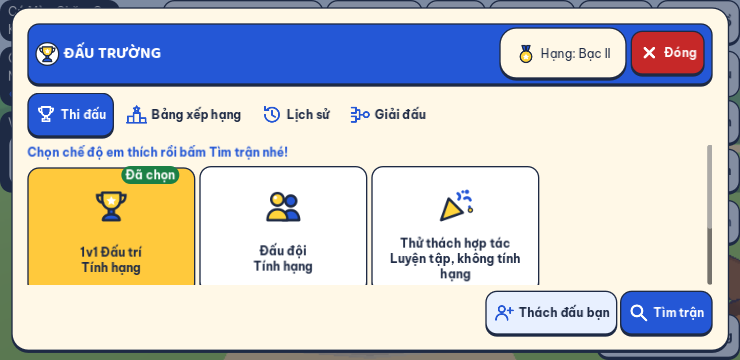 ĐẤU TRƯỜNG
Hạng: Bạc II
Đóng
Thi đấu
Bảng xếp hạng
Lịch sử
Giải đấu
Chọn chế độ em thích rồi bấm Tìm trận nhé!
Đã chọn
1v1 Đấu trí
Tính hạng
Đấu đội
Tính hạng
Thử thách hợp tác
Luyện tập, không tính
hạng
Thách đấu bạn
Tìm trận